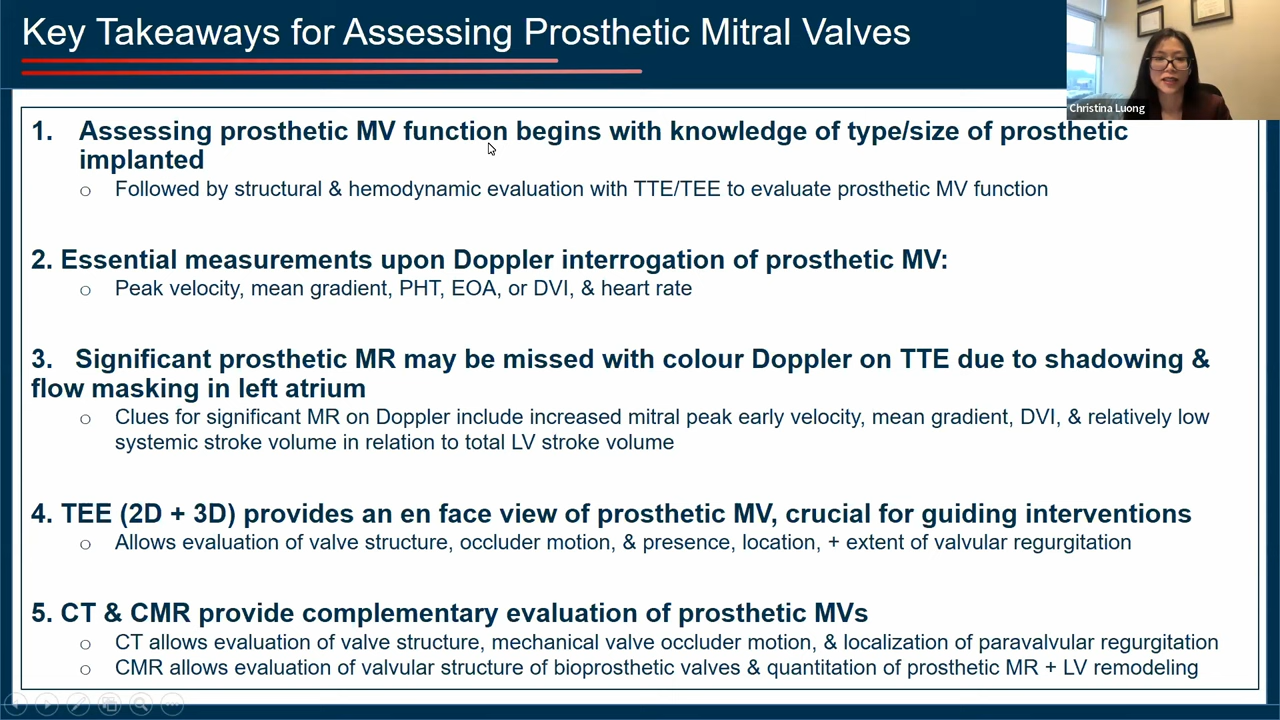 Key Takeaways for Assessing Prosthetic Mitral Valves
Christina Luong
1. Assessing prosthetic MV function begins with knowledge of type/size of prosthetic
implanted
○ Followed by structural & hemodynamic evaluation with TTE/TEE to evaluate prosthetic MV function
2. Essential measurements upon Doppler interrogation of prosthetic MV:
○ Peak velocity, mean gradient, PHT, EOA, or DVI, & heart rate
3. Significant prosthetic MR may be missed with colour Doppler on TTE due to shadowing &
flow masking in left atrium
○ Clues for significant MR on Doppler include increased mitral peak early velocity, mean gradient, DVI, & relatively low
systemic stroke volume in relation to total LV stroke volume
4. TEE (2D + 3D) provides an en face view of prosthetic MV, crucial for guiding interventions
○ Allows evaluation of valve structure, occluder motion, & presence, location, + extent of valvular regurgitation
5. CT & CMR provide complementary evaluation of prosthetic MVs
○ CT allows evaluation of valve structure, mechanical valve occluder motion, & localization of paravalvular regurgitation
○ CMR allows evaluation of valvular structure of bioprosthetic valves & quantitation of prosthetic MR + LV remodeling